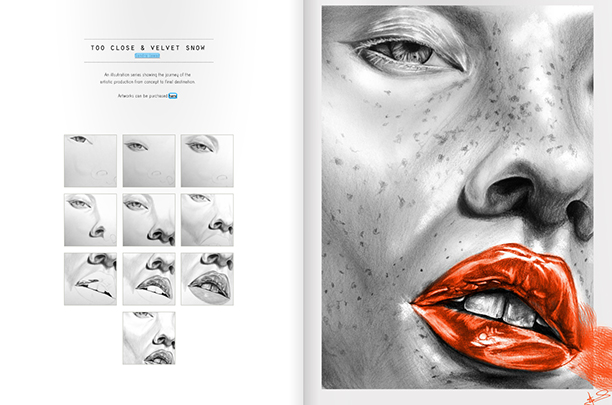 TOO CLOSE & VELVET SNOW
An illustration series showing the journey of the
artistic production from concept to final destination.
Artworks can be purchased here